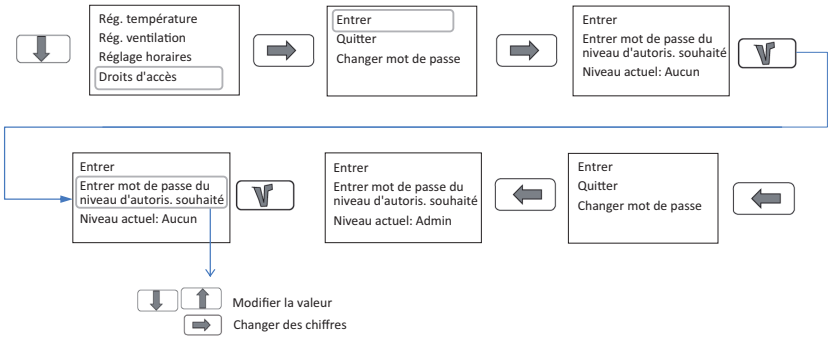 Rég. température
Rég. ventilation
Réglage horaires
Droits d'accès
Entrer
Quitter
Changer mot de passe
Entrer
Entrer mot de passe du
niveau d'autoris. souhaité
Niveau actuel: Aucun
Entrer
Entrer mot de passe du
niveau d'autoris. souhaité
Niveau actuel: Aucun
Entrer
Entrer mot de passe du
niveau d'autoris. souhaité
Niveau actuel: Admin
Entrer
Quitter
Changer mot de passe
Modifier la valeur
Changer des chiffres